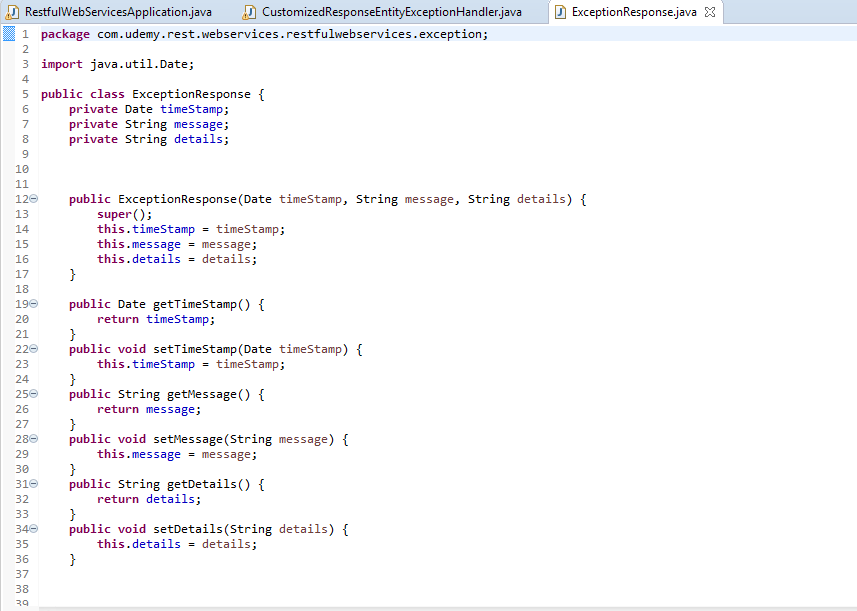 RestfulWebServicesApplication.java CustomizedResponseEntityExceptionHandler.java ExceptionResponse.java
1 package com.udemy.rest.webservices.restfulwebservices.exception;
2
3 import java.util.Date;
4
5 public class ExceptionResponse {
6     private Date timeStamp;
7     private String message;
8     private String details;
9
10
11
12     public ExceptionResponse(Date timeStamp, String message, String details) {
13         super();
14         this.timeStamp = timeStamp;
15         this.message = message;
16         this.details = details;
17     }
18
19     public Date getTimeStamp() {
20         return timeStamp;
21     }
22     public void setTimeStamp(Date timeStamp) {
23         this.timeStamp = timeStamp;
24     }
25     public String getMessage() {
26         return message;
27     }
28     public void setMessage(String message) {
29         this.message = message;
30     }
31     public String getDetails() {
32         return details;
33     }
34     public void setDetails(String details) {
35         this.details = details;
36     }
37
38
39